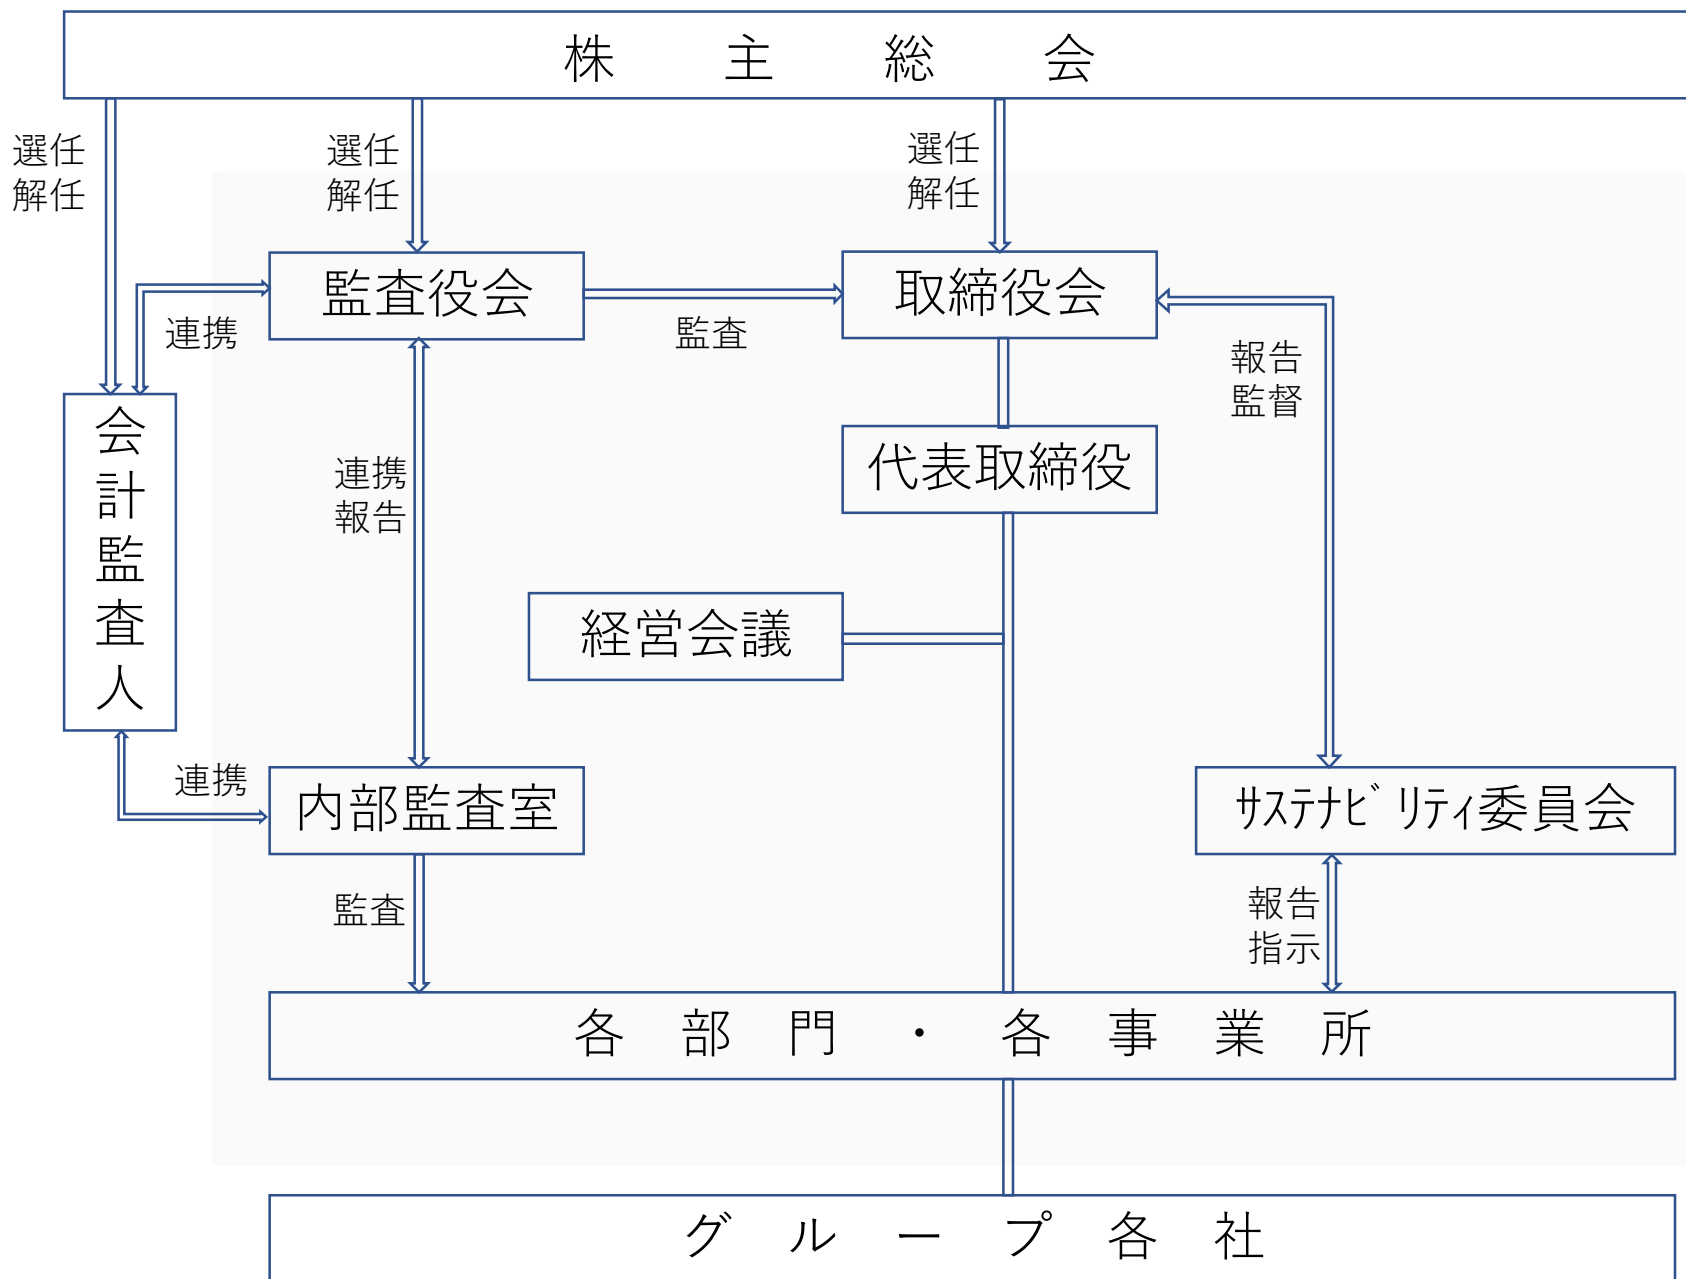 株主総会
選任
解任
選任
解任
選任
解任
監査役会
取締役会
連携
監査
報告
監督
会計監査人
代表取締役
連携
報告
経営会議
連携
内部監査室
ｻｽﾃﾅﾋﾞﾘﾃｨ委員会
監査
報告
指示
各部門・各事業所
グループ各社